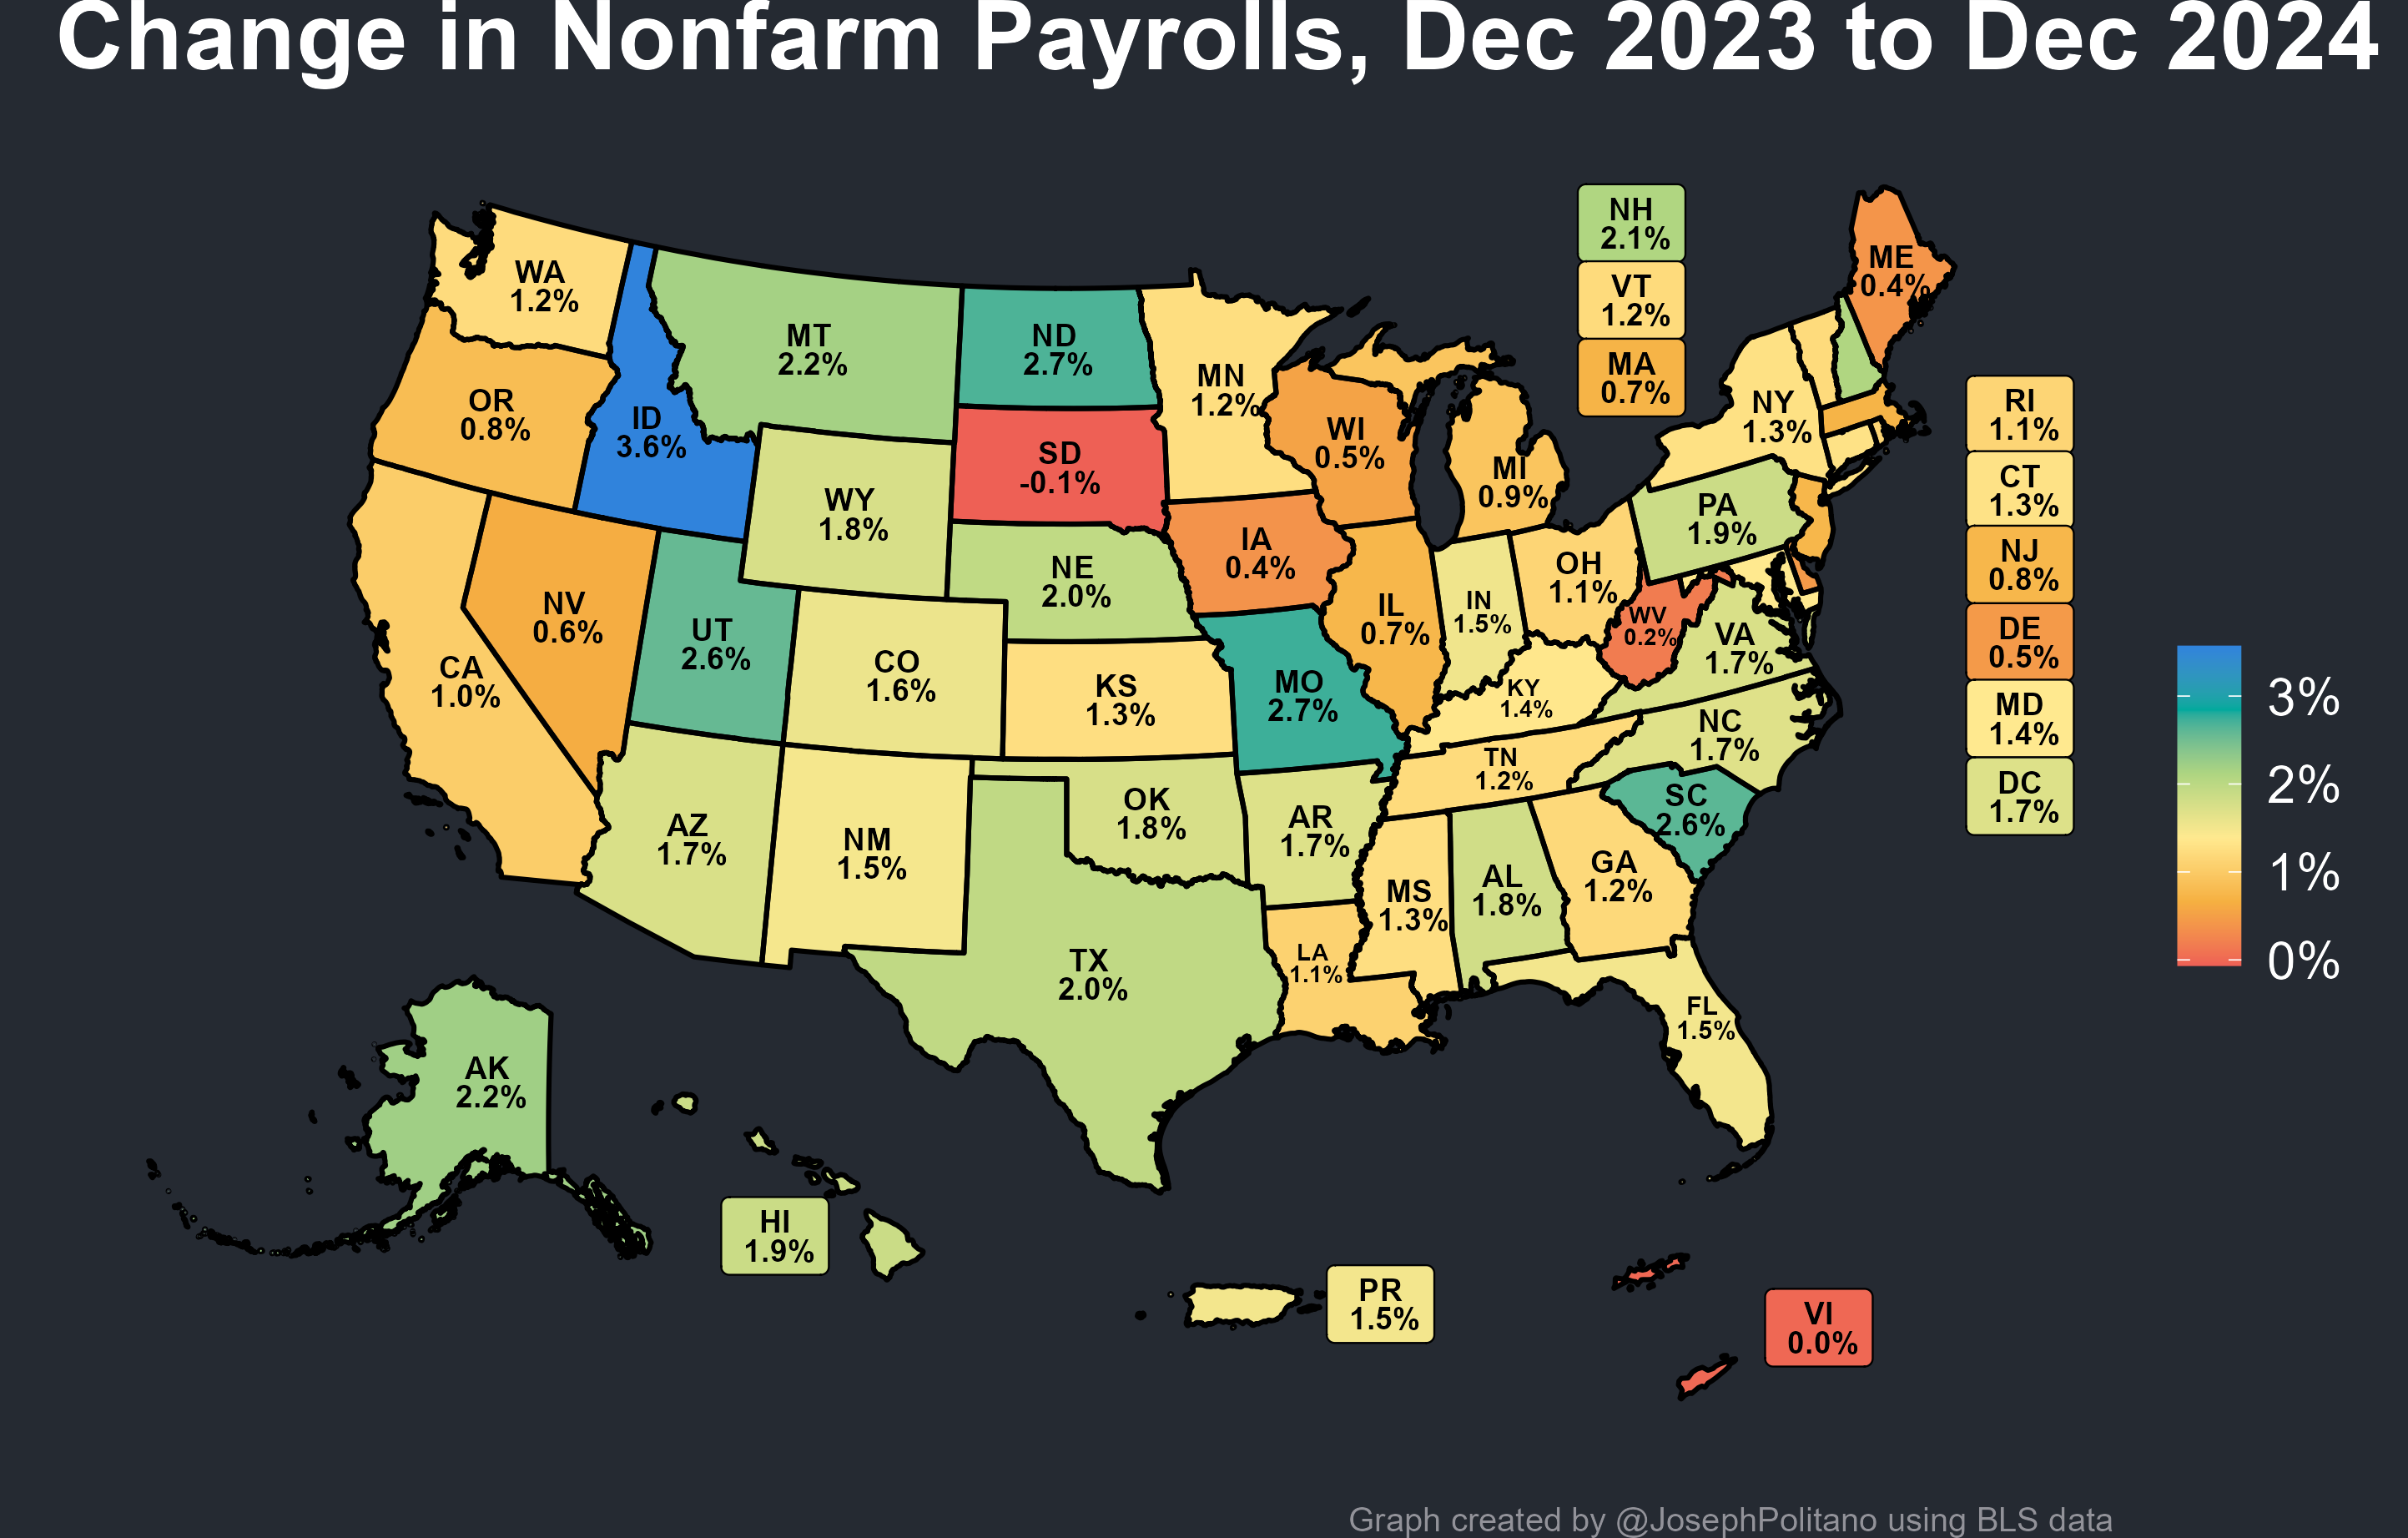 Change in Nonfarm Payrolls, Dec 2023 to Dec 2024
NH
2.1%
VT
1.2%
MA
0.7%
ME
0.4%
WA
1.2%
MT
2.2%
ND
2.7%
MN
1.2%
OR
0.8%
ID
3.6%
SD
-0.1%
WI
0.5%
MI
0.9%
NY
1.3%
RI
1.1%
CT
1.3%
NJ
0.8%
DE
0.5%
MD
1.4%
DC
1.7%
WY
1.8%
IA
0.4%
PA
1.9%
NE
2.0%
OH
1.1%
NV
0.6%
UT
2.6%
IL
0.7%
IN
1.5%
WV
0.2%
VA
1.7%
CA
1.0%
CO
1.6%
KS
1.3%
MO
2.7%
KY
1.4%
NC
1.7%
TN
1.2%
SC
2.6%
AZ
1.7%
NM
1.5%
OK
1.8%
AR
1.7%
MS
1.3%
AL
1.8%
GA
1.2%
LA
1.1%
TX
2.0%
FL
1.5%
3%
2%
1%
0%
AK
2.2%
HI
1.9%
PR
1.5%
VI
0.0%
Graph created by @JosephPolitano using BLS data